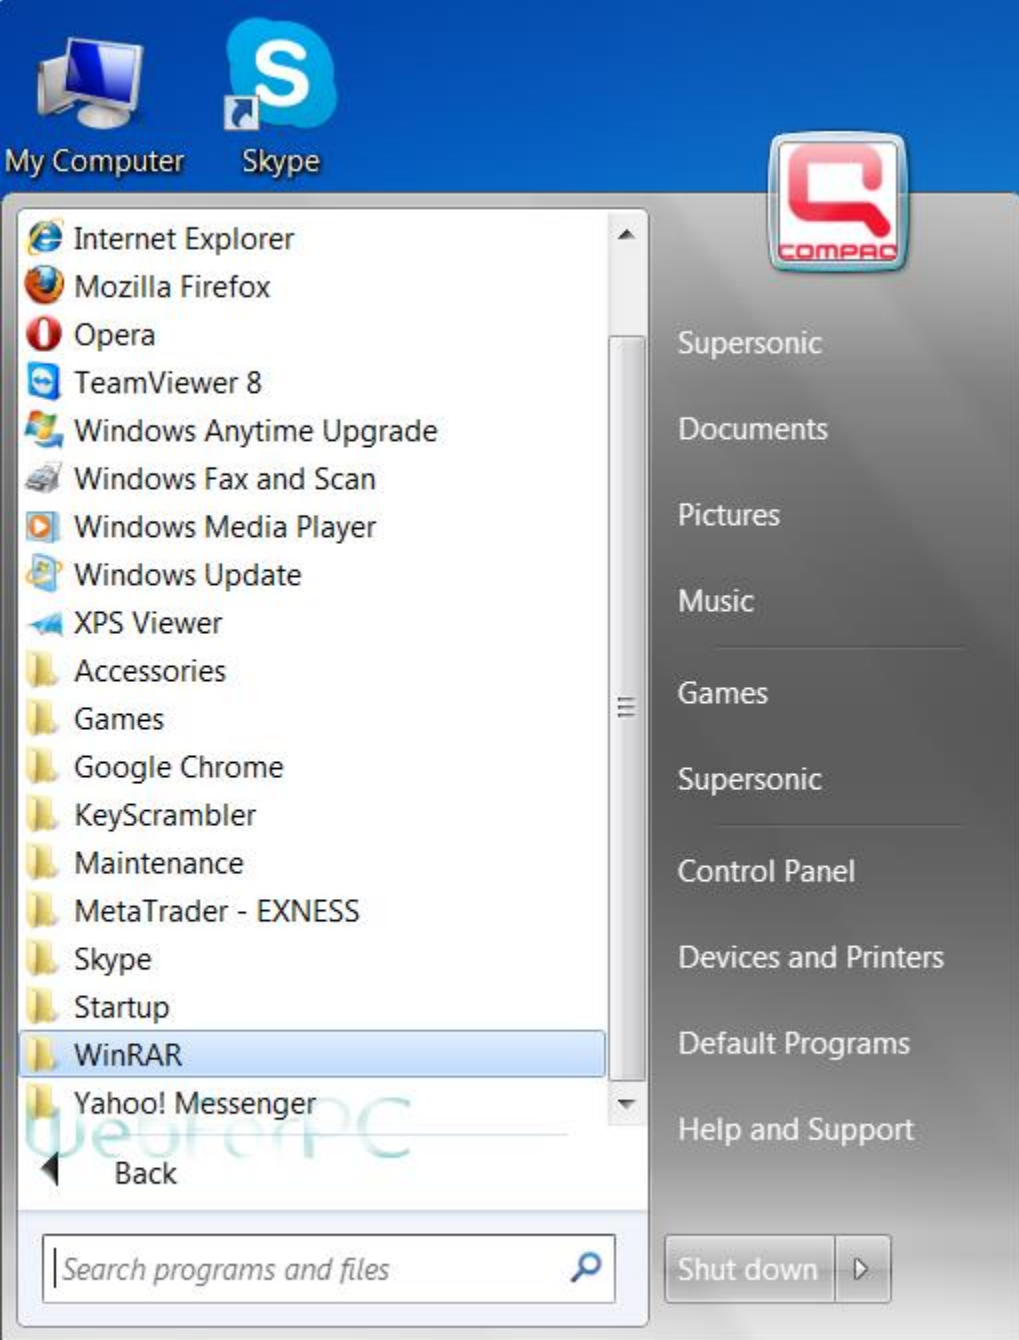 S
My Computer
Skype
COMPAQ
Internet Explorer
Mozilla Firefox
Opera
TeamViewer 8
Windows Anytime Upgrade
Windows Fax and Scan
Windows Media Player
Windows Update
XPS Viewer
Accessories
Games
Google Chrome
KeyScrambler
Maintenance
MetaTrader - EXNESS
Skype
Startup
WinRAR
Yahoo! Messenger
WebForPC
Back
Search programs and files
Supersonic
Documents
Pictures
Music
Games
Supersonic
Control Panel
Devices and Printers
Default Programs
Help and Support
Shut down